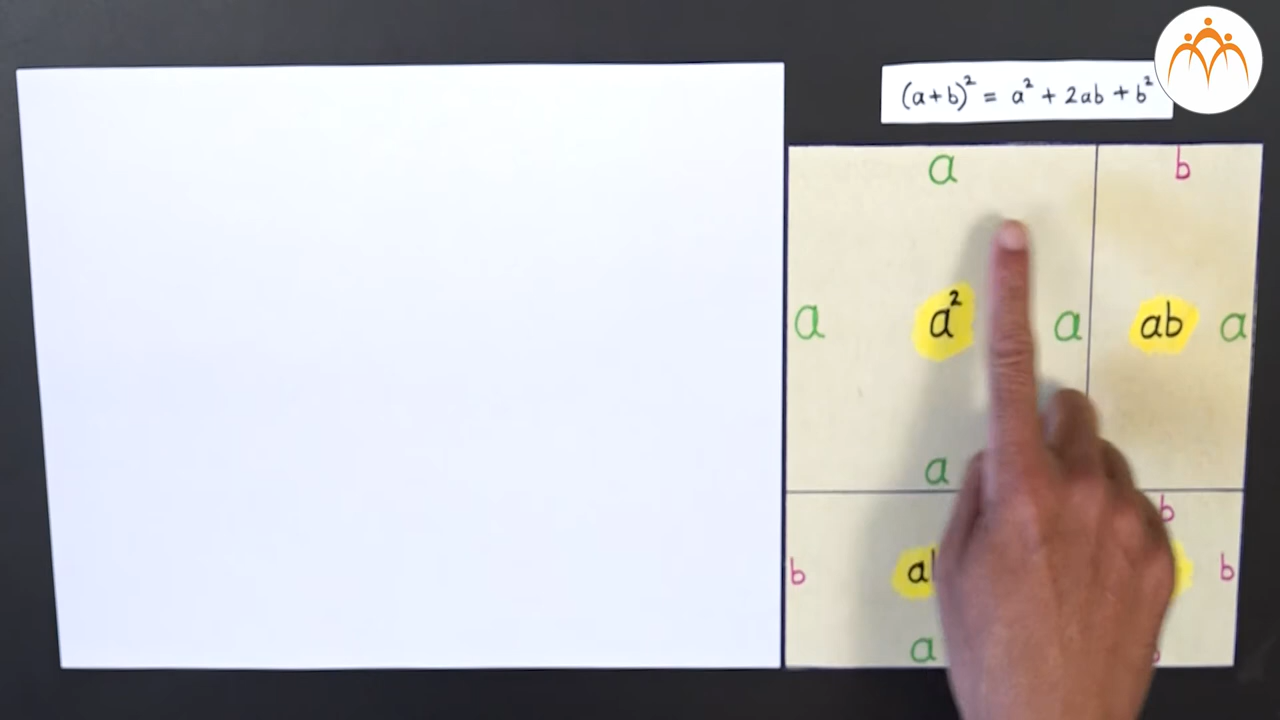 (a+b)² = a² + 2ab + b²
a b
a a² a ab a
a
b
b b
a